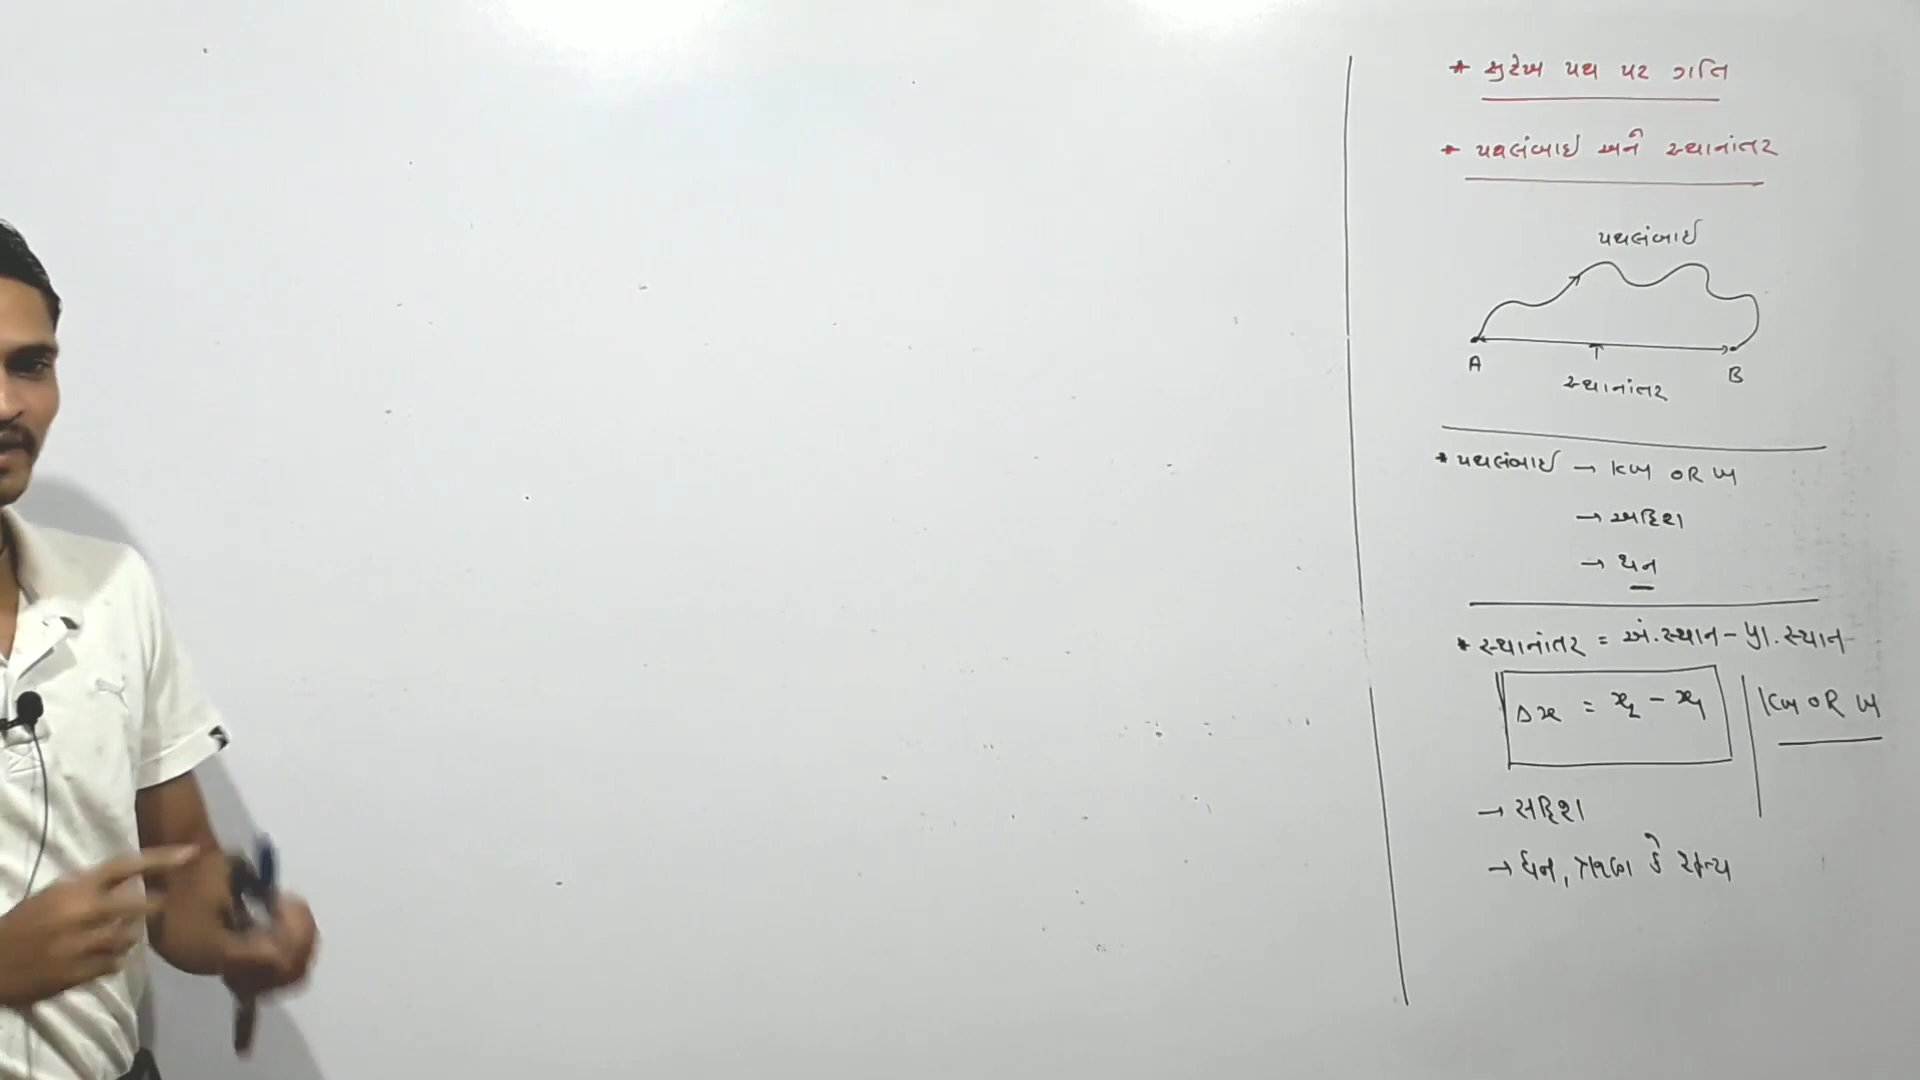 * સુરેખ પથ પર ગતિ
* પથલંબાઈ અને સ્થાનાંતર
પથલંબાઈ
A
B
સ્થાનાંતર
* પથલંબાઈ → km OR m
→ અદિશ
→ ધન
* સ્થાનાંતર = અં.સ્થાન - પ્રા.સ્થાન
Δx = x₂ - x₁
km OR m
→ સદિશ
→ ધન, ઋણ કે શૂન્ય